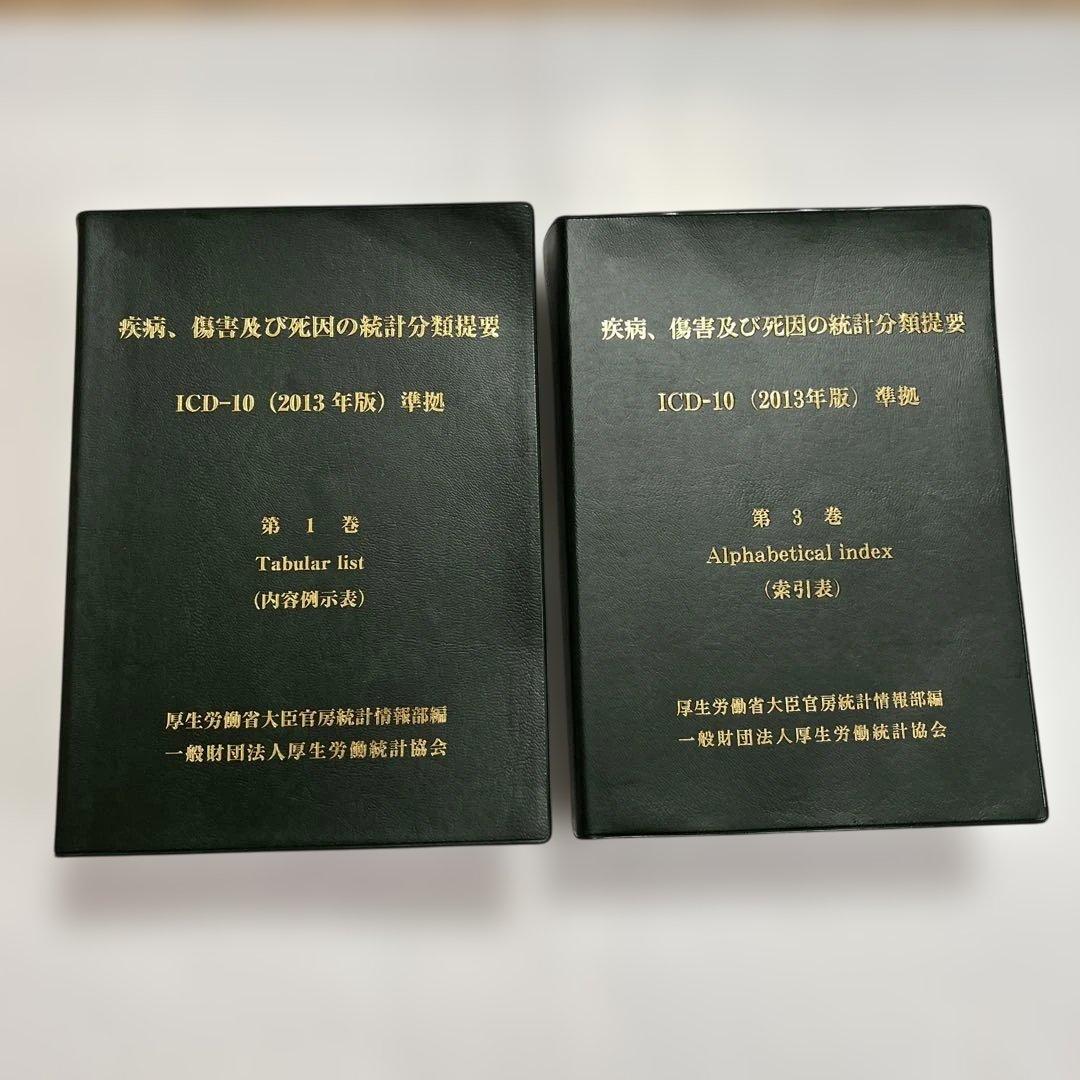 疾病、傷害及び死因の統計分類提要
ICD-10（2013 年版）準拠
第 1 巻
Tabular list
（内容例示表）
厚生労働省大臣官房統計情報部編
一般財団法人厚生労働統計協会
疾病、傷害及び死因の統計分類提要
ICD-10（2013年版）準拠
第 3 巻
Alphabetical index
（索引表）
厚生労働省大臣官房統計情報部編
一般財団法人厚生労働統計協会